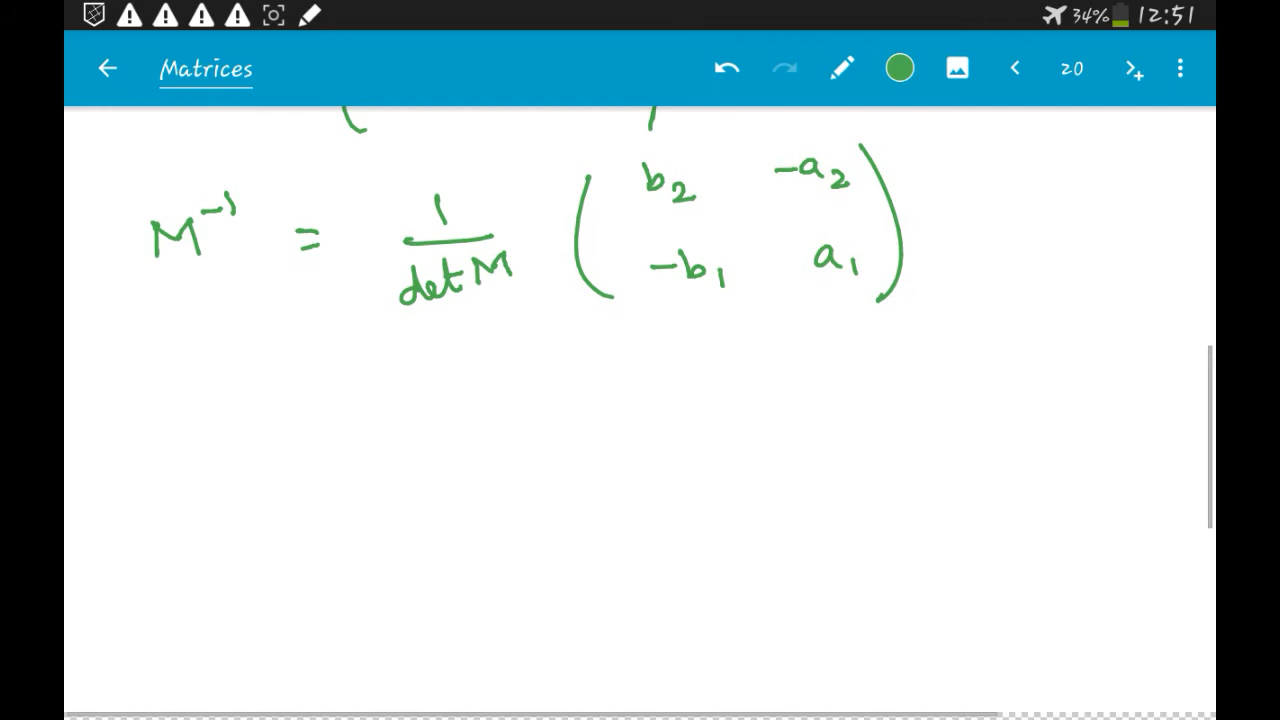 34% 12:51
Matrices 20
M⁻¹ = 1/det M ( b₂ -a₂
-b₁ a₁ )